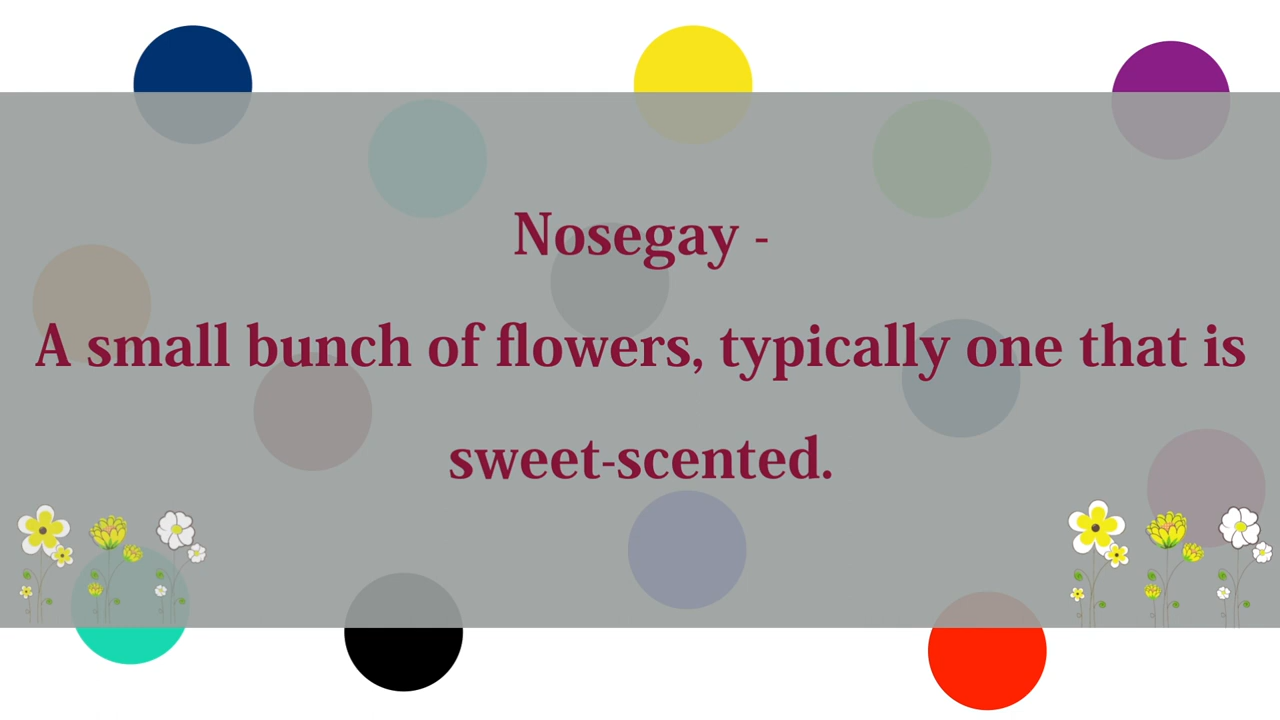 Nosegay -
A small bunch of flowers, typically one that is
sweet-scented.